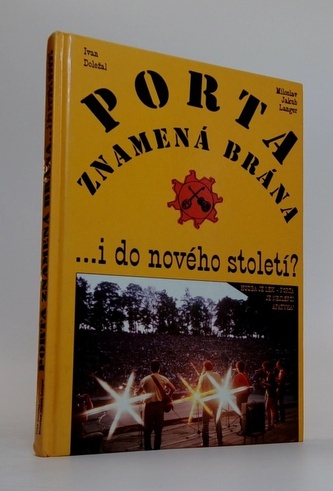 Ivan
Doležal
Miloslav
Jakub
Langer
PORTA
ZNAMENÁ BRÁNA
...i do nového století?
PORTA ZNAMENÁ BRÁNA